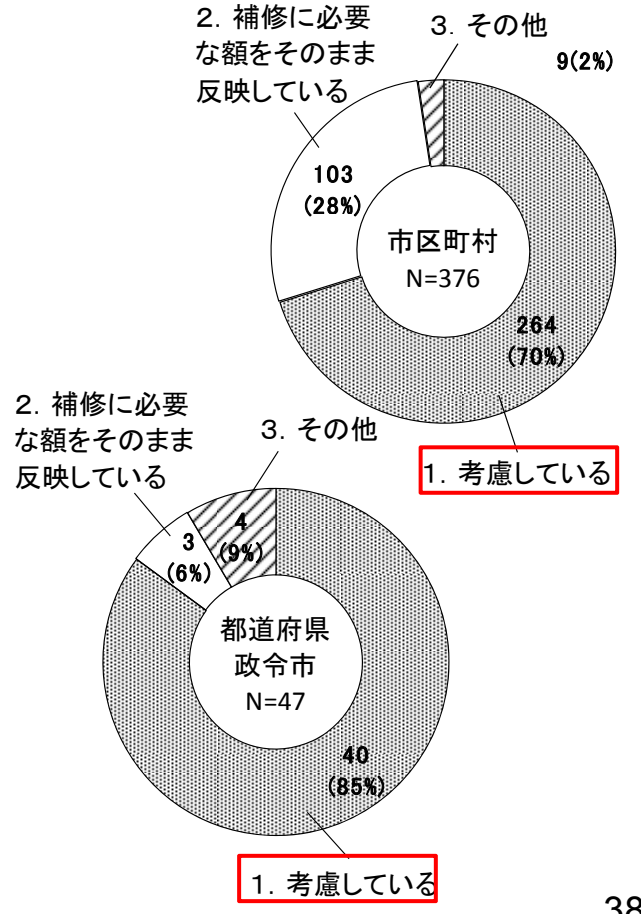 2. 補修に必要
な額をそのまま
反映している
3. その他
9(2%)
103
(28%)
市区町村
N=376
264
(70%)
1. 考慮している
2. 補修に必要
な額をそのまま
反映している
3. その他
4
(9%)
3
(6%)
都道府県
政令市
N=47
40
(85%)
1. 考慮している
38